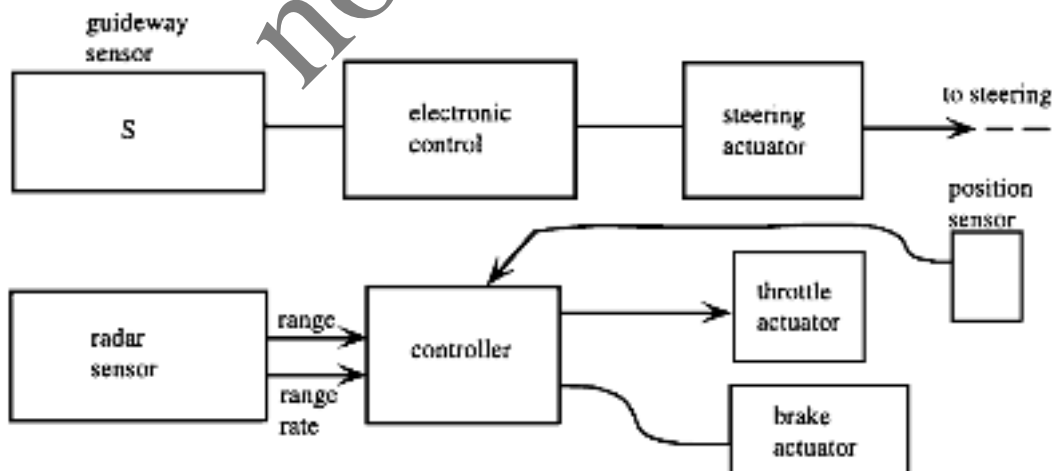 guideway
sensor
S
electronic
control
steering
actuator
to steering
position
sensor
radar
sensor
range
range
rate
controller
throttle
actuator
brake
actuator